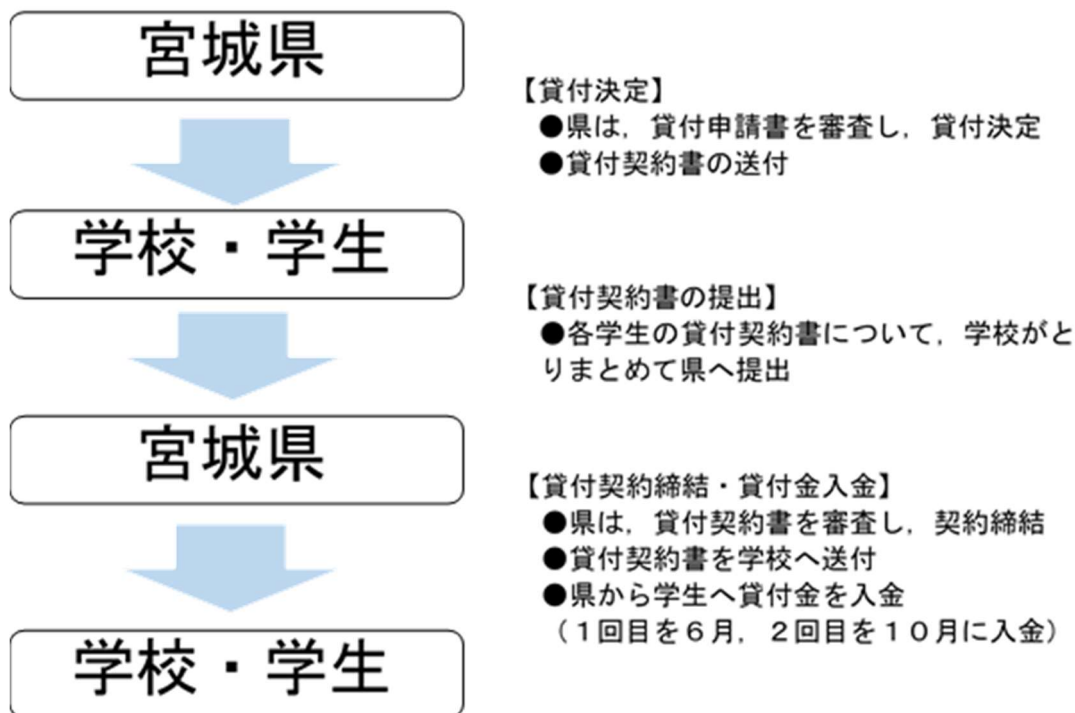 宮城県
【貸付決定】
●県は，貸付申請書を審査し，貸付決定
●貸付契約書の送付
学校・学生
【貸付契約書の提出】
●各学生の貸付契約書について，学校がと
りまとめて県へ提出
宮城県
【貸付契約締結・貸付金入金】
●県は，貸付契約書を審査し，契約締結
●貸付契約書を学校へ送付
●県から学生へ貸付金を入金
（１回目を６月，２回目を１０月に入金）
学校・学生